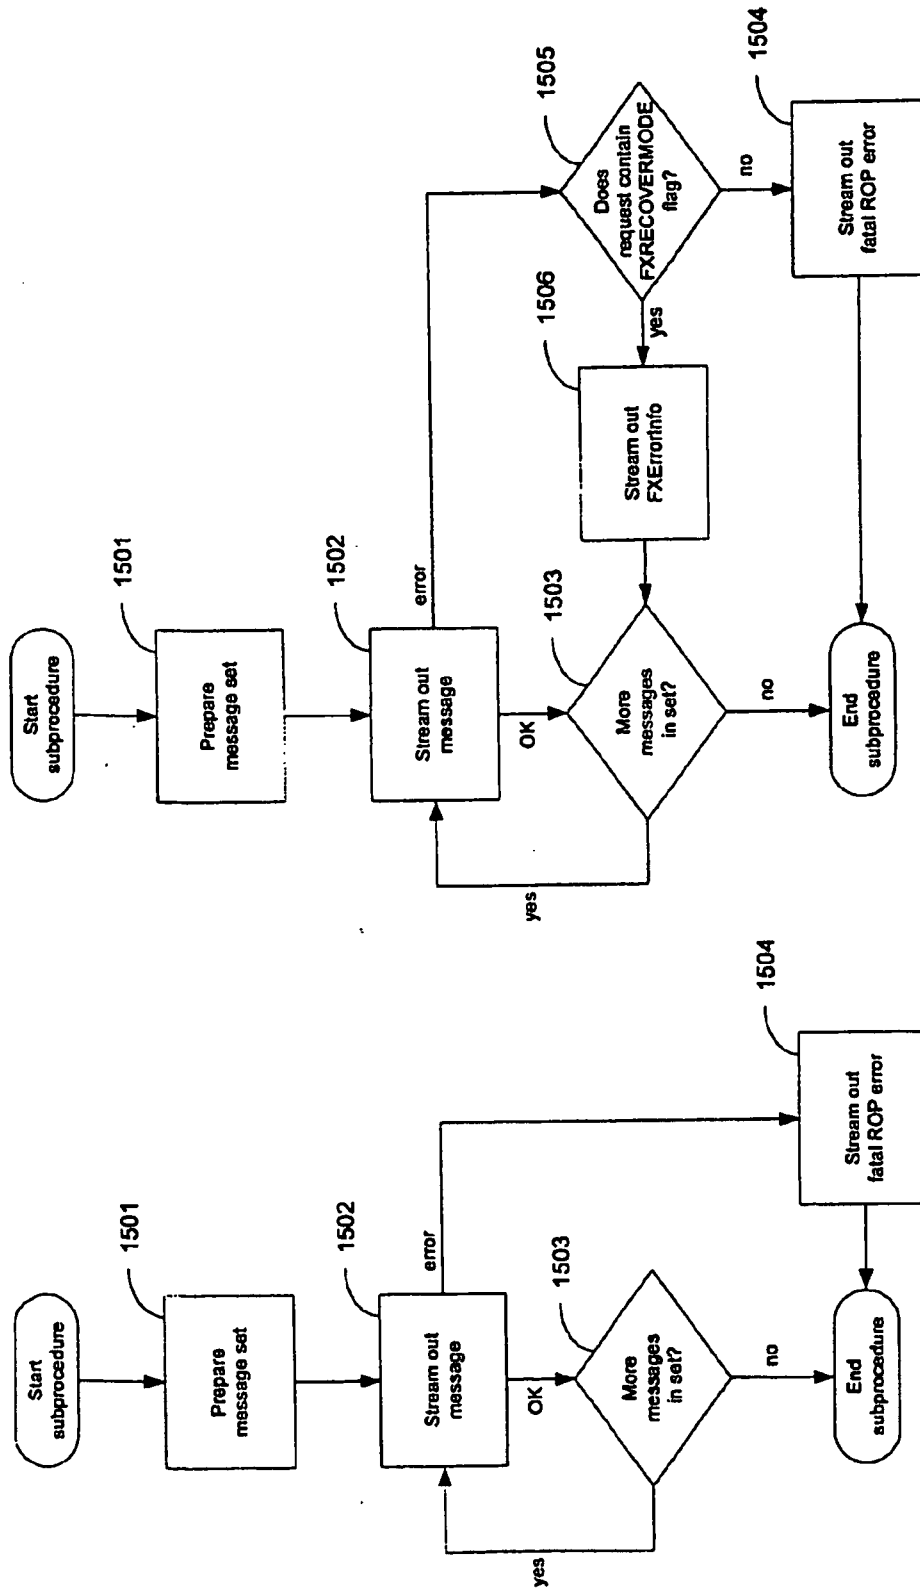 Start
subprocedure
1501
Prepare
message set
1502
Stream out
message
error
OK
1503
More
messages
in set?
yes
no
1504
Stream out
fatal ROP error
End
subprocedure
Start
subprocedure
1501
Prepare
message set
1502
Stream out
message
error
OK
1503
More
messages
in set?
yes
no
1506
Stream out
FXErrorInfo
yes
1505
Does
request contain
FXRECOVERMODE
flag?
no
1504
Stream out
fatal ROP error
End
subprocedure